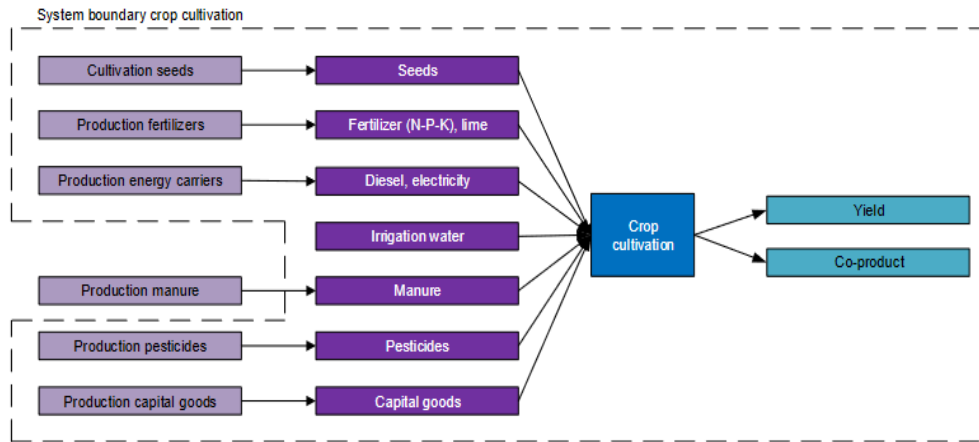 System boundary crop cultivation
Cultivation seeds
Seeds
Production fertilizers
Fertilizer (N-P-K), lime
Production energy carriers
Diesel, electricity
Irrigation water
Crop
cultivation
Yield
Co-product
Production manure
Manure
Production pesticides
Pesticides
Production capital goods
Capital goods